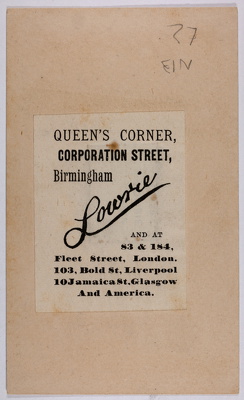 27
EIN
QUEEN'S CORNER,
CORPORATION STREET,
Birmingham
Lowrie
AND AT
83 & 184,
Fleet Street, London.
103, Bold St, Liverpool
10 Jamaica St, Glasgow
And America.